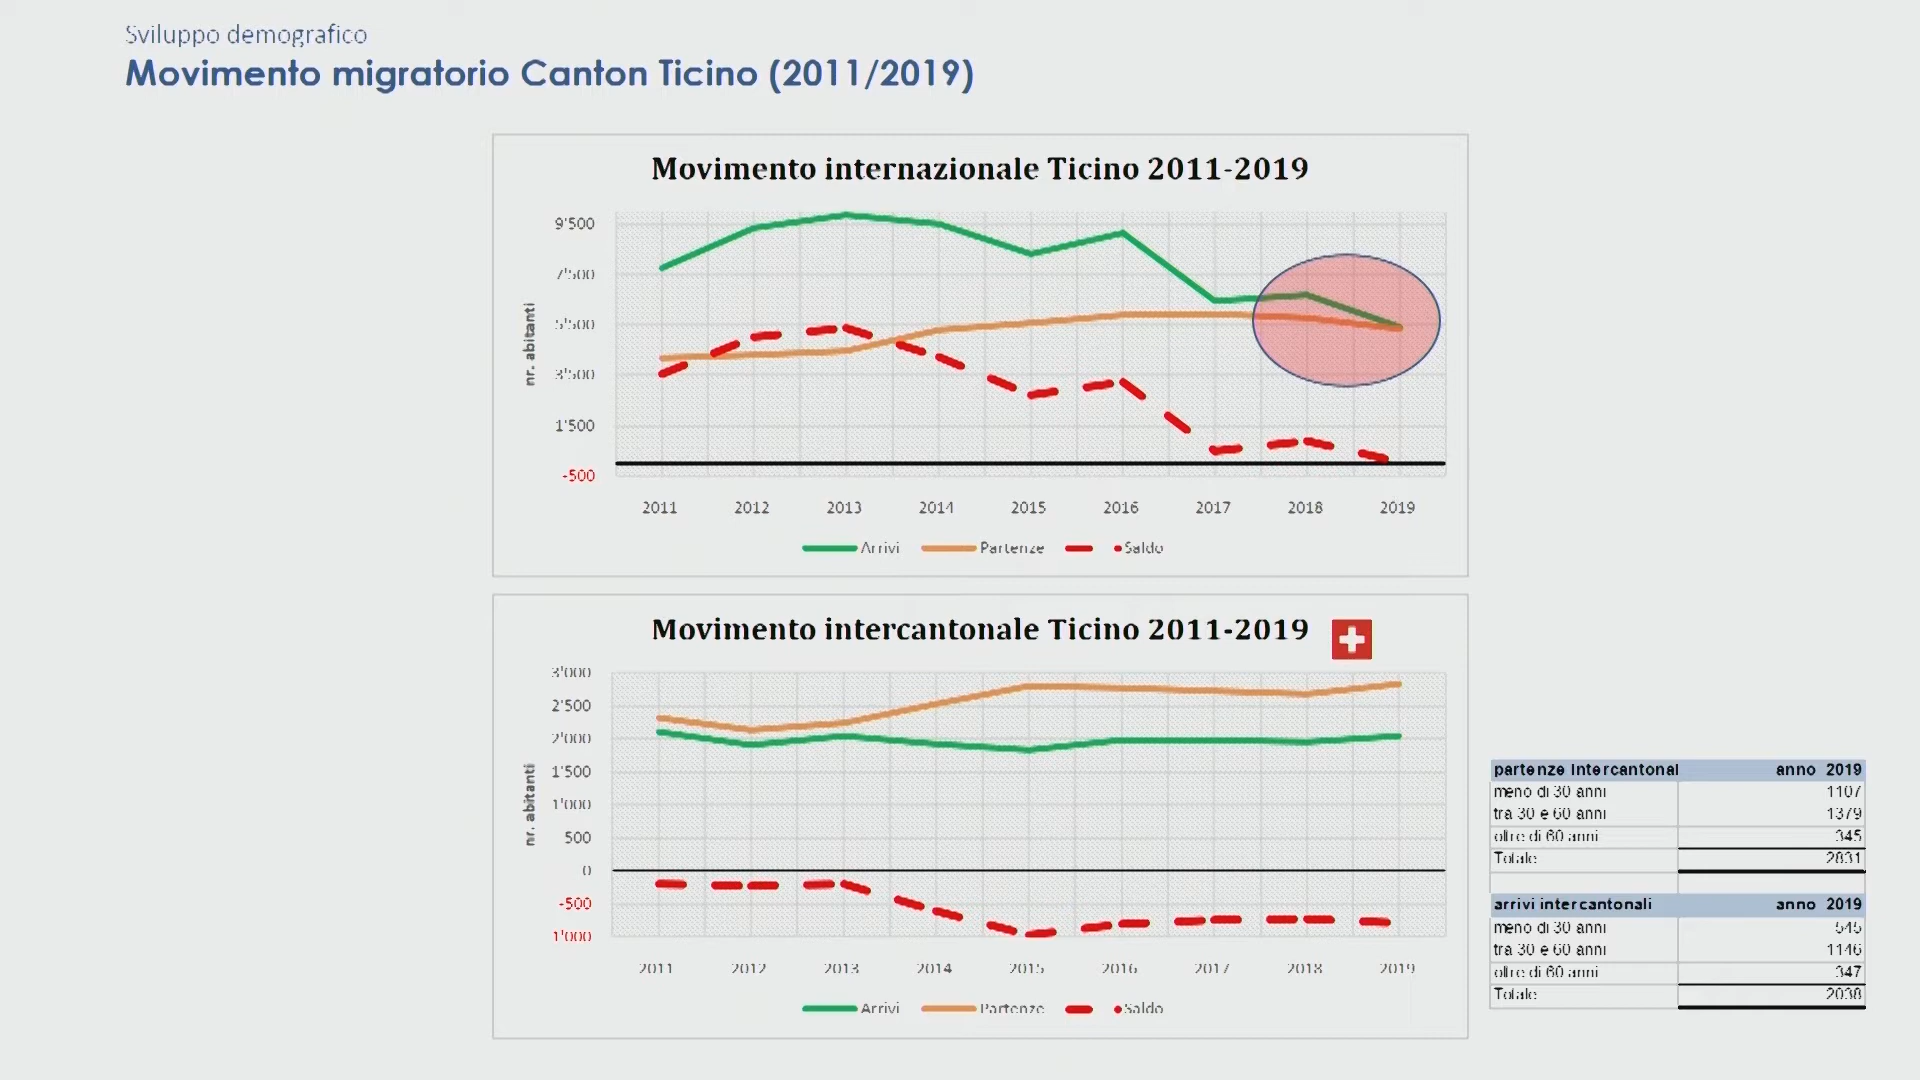 Sviluppo demografico
Movimento migratorio Canton Ticino (2011/2019)
Movimento internazionale Ticino 2011-2019
9'500
7'500
5'500
3'500
1'500
-500
nr. abitanti
2011 2012 2013 2014 2015 2016 2017 2018 2019
Arrivi Partenze Saldo
Movimento intercantonale Ticino 2011-2019
3'000
2'500
2'000
1'500
1'000
500
0
-500
1'000
nr. abitanti
2011 2012 2013 2014 2015 2016 2017 2018 2019
Arrivi Partenze Saldo
partenze intercantonal anno 2019
meno di 30 anni 1107
tra 30 e 60 anni 1379
oltre di 60 anni 345
Totale 2831
arrivi intercantonali anno 2019
meno di 30 anni 545
tra 30 e 60 anni 1146
oltre di 60 anni 347
Totale 2038